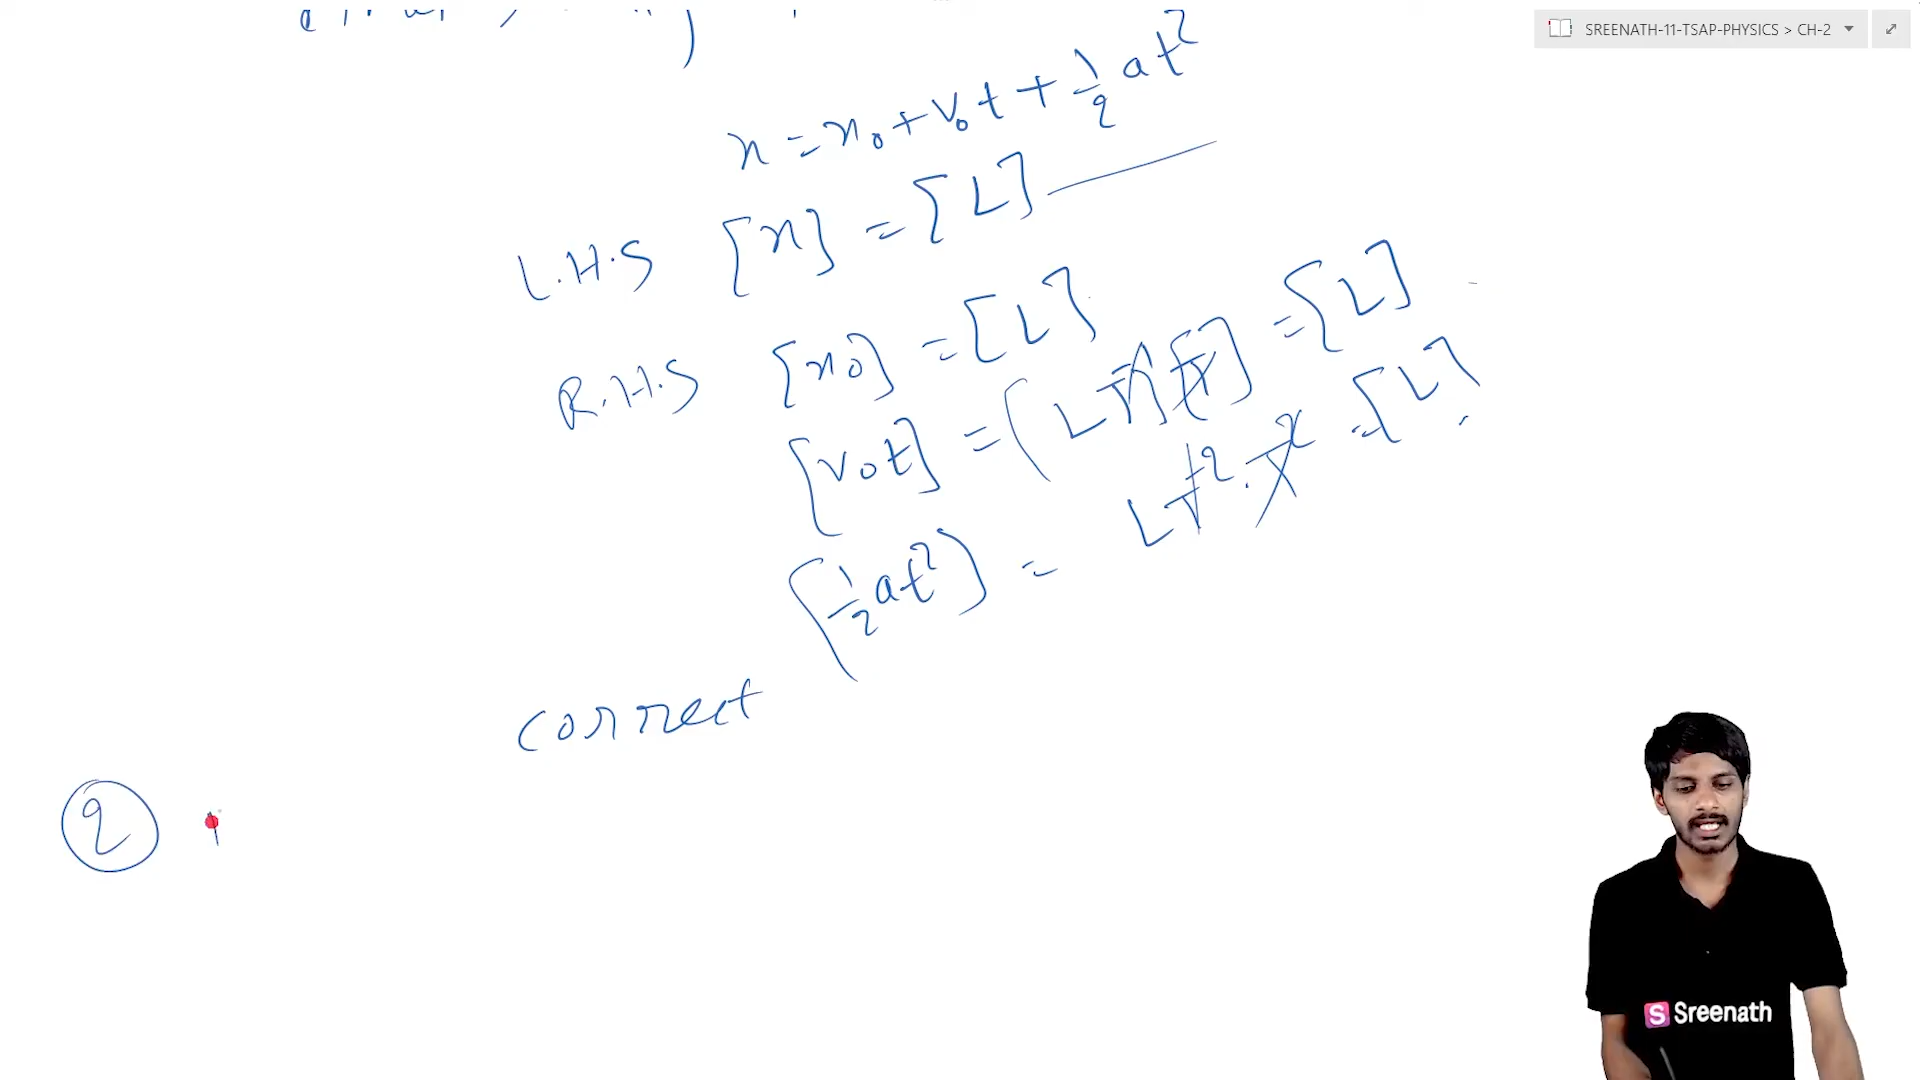 SREENATH-11-TSAP-PHYSICS > CH-2
x = x₀ + v₀t + ½at²
L.H.S [x] = [L]
R.H.S [x₀] = [L]
[v₀t] = [LT⁻¹][T] = [L]
[½at²] = LT⁻². T² = [L]
correct
2
S Sreenath